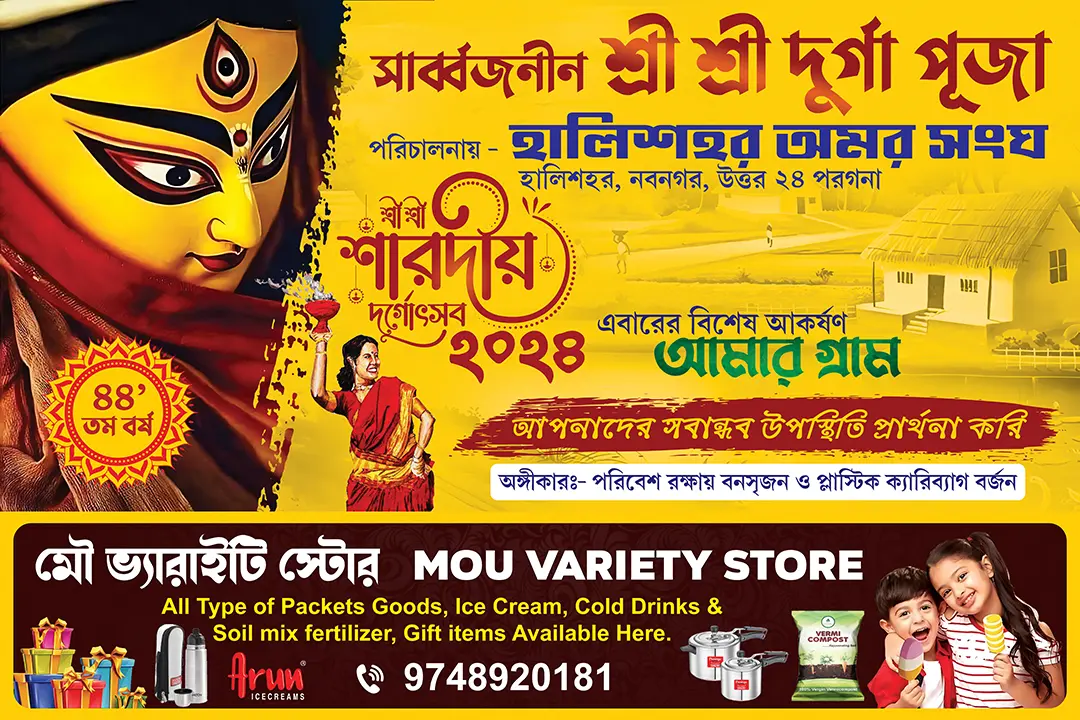 সার্ব্বজনীন শ্রী শ্রী দুর্গা পূজা
পরিচালনায় - হালিশহর অমর সংঘ
হালিশহর, নবনগর, উত্তর ২৪ পরগনা
শ্রী শ্রী
শারদীয়
দুর্গোৎসব
২০২৪
এবারের বিশেষ আকর্ষণ
আমার গ্রাম
৪৪'
তম বর্ষ
আপনাদের সবান্ধব উপস্থিতি প্রার্থনা করি
অঙ্গীকারঃ- পরিবেশ রক্ষায় বনসৃজন ও প্লাস্টিক ক্যারিব্যাগ বর্জন
মৌ ভ্যারাইটি স্টোর MOU VARIETY STORE
All Type of Packets Goods, Ice Cream, Cold Drinks &
Soil mix fertilizer, Gift items Available Here.
Arun
ICECREAMS
9748920181
VERMI
COMPOST